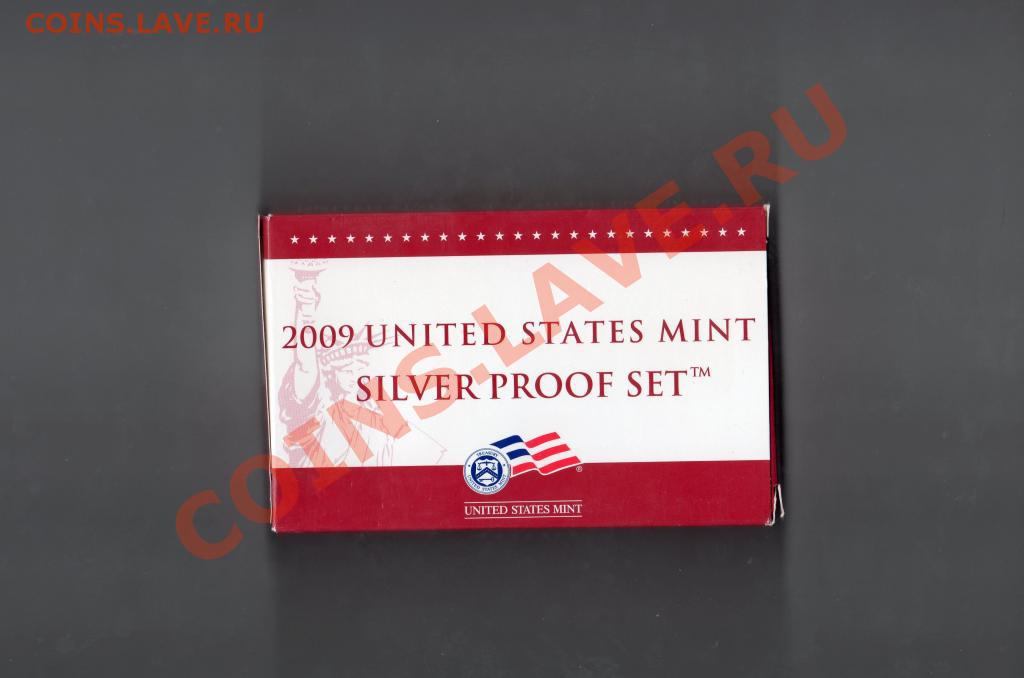 COINS.LAVE.RU
2009 UNITED STATES MINT
SILVER PROOF SET™
UNITED STATES MINT
®
COINS.LAVE.RU